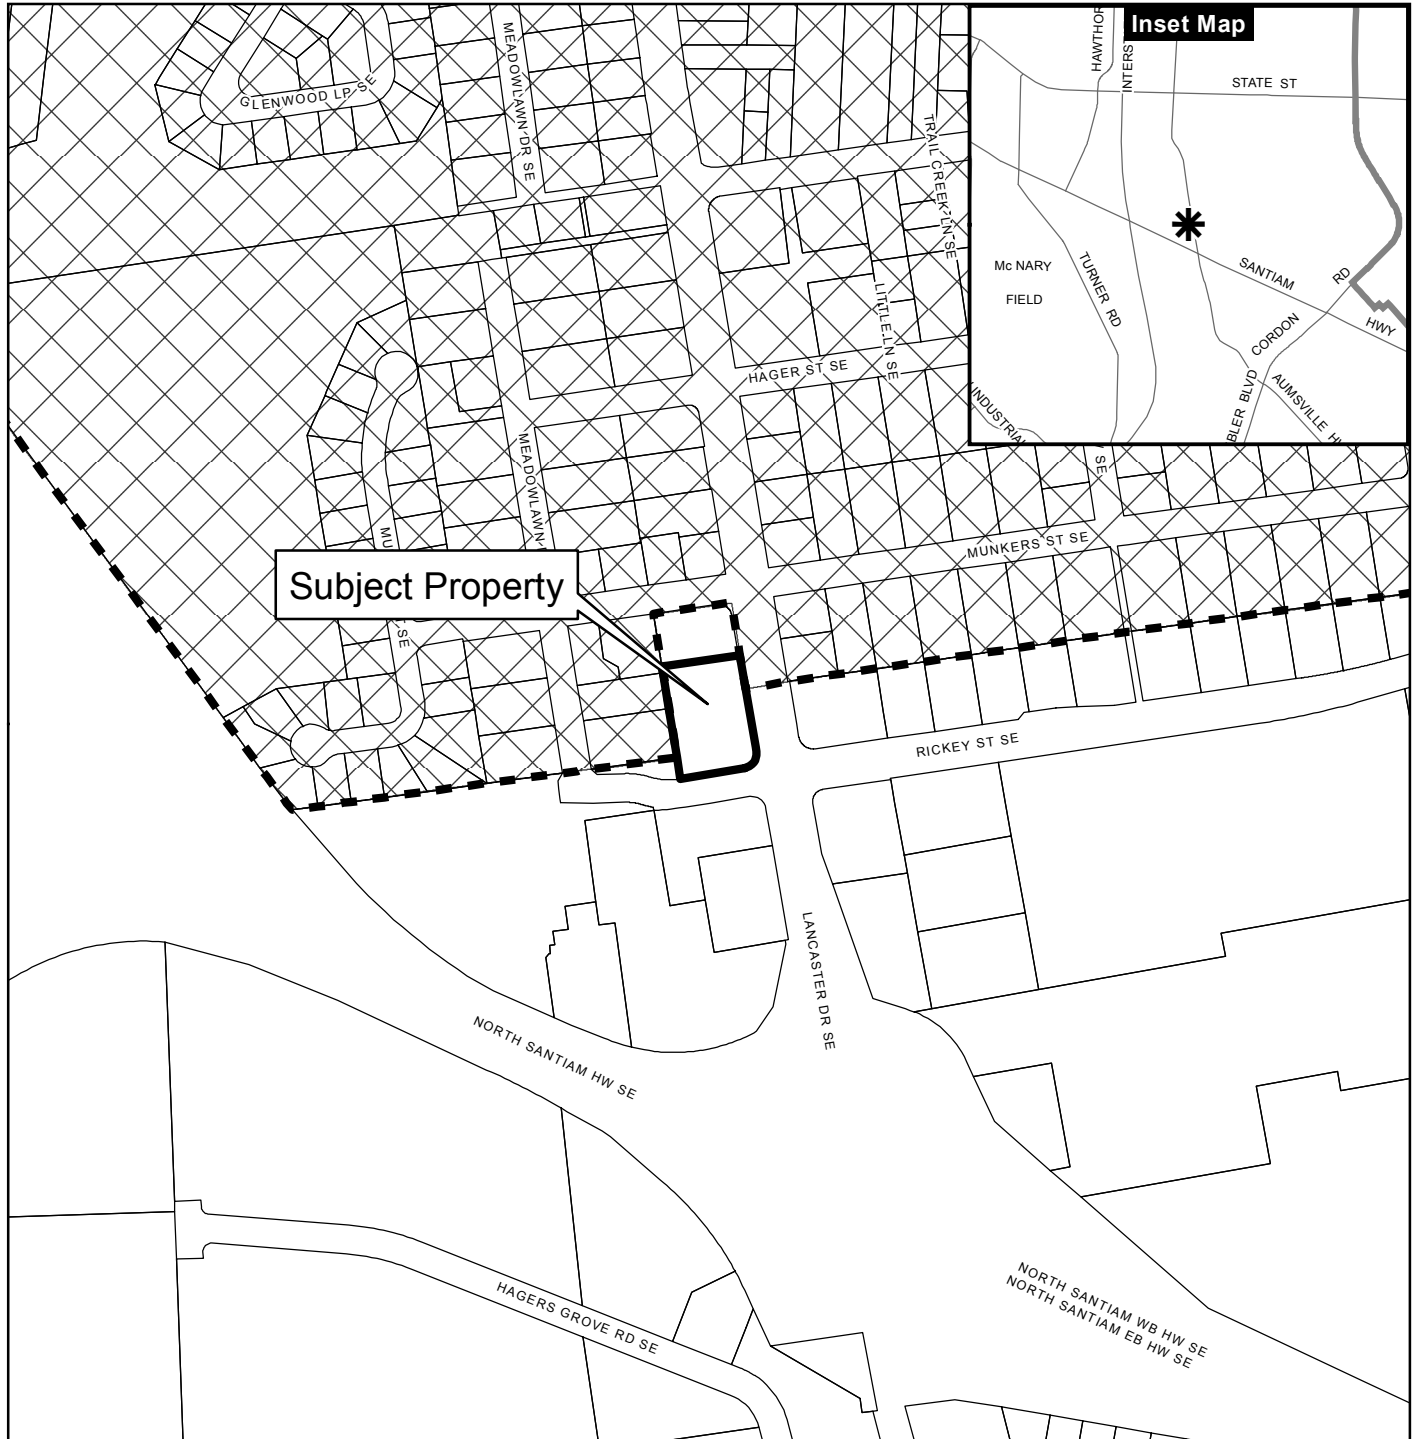 Inset Map
HAWTHOR
INTERST
STATE ST
Mc NARY
FIELD
TURNER RD
SANTIAM
HWY
CORDON
RD
AUMSVILLE H
BLER BLVD
INDUSTRIA
GLENWOOD LP SE
MEADOWLAWN DR SE
TRAIL CREEK LN SE
LITTLE LN SE
HAGER ST SE
MEADOWLAWN
SE
MUNKERS ST SE
MU
Subject Property
T SE
RICKEY ST SE
LANCASTER DR SE
NORTH SANTIAM HW SE
HAGERS GROVE RD SE
NORTH SANTIAM WB HW SE
NORTH SANTIAM EB HW SE